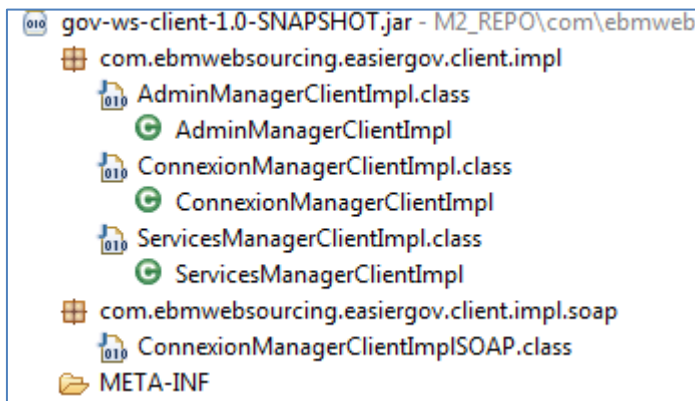 gov-ws-client-1.0-SNAPSHOT.jar - M2_REPO\com\ebmweb
com.ebmwebsourcing.easiergov.client.impl
AdminManagerClientImpl.class
AdminManagerClientImpl
ConnexionManagerClientImpl.class
ConnexionManagerClientImpl
ServicesManagerClientImpl.class
ServicesManagerClientImpl
com.ebmwebsourcing.easiergov.client.impl.soap
ConnexionManagerClientImplSOAP.class
META-INF